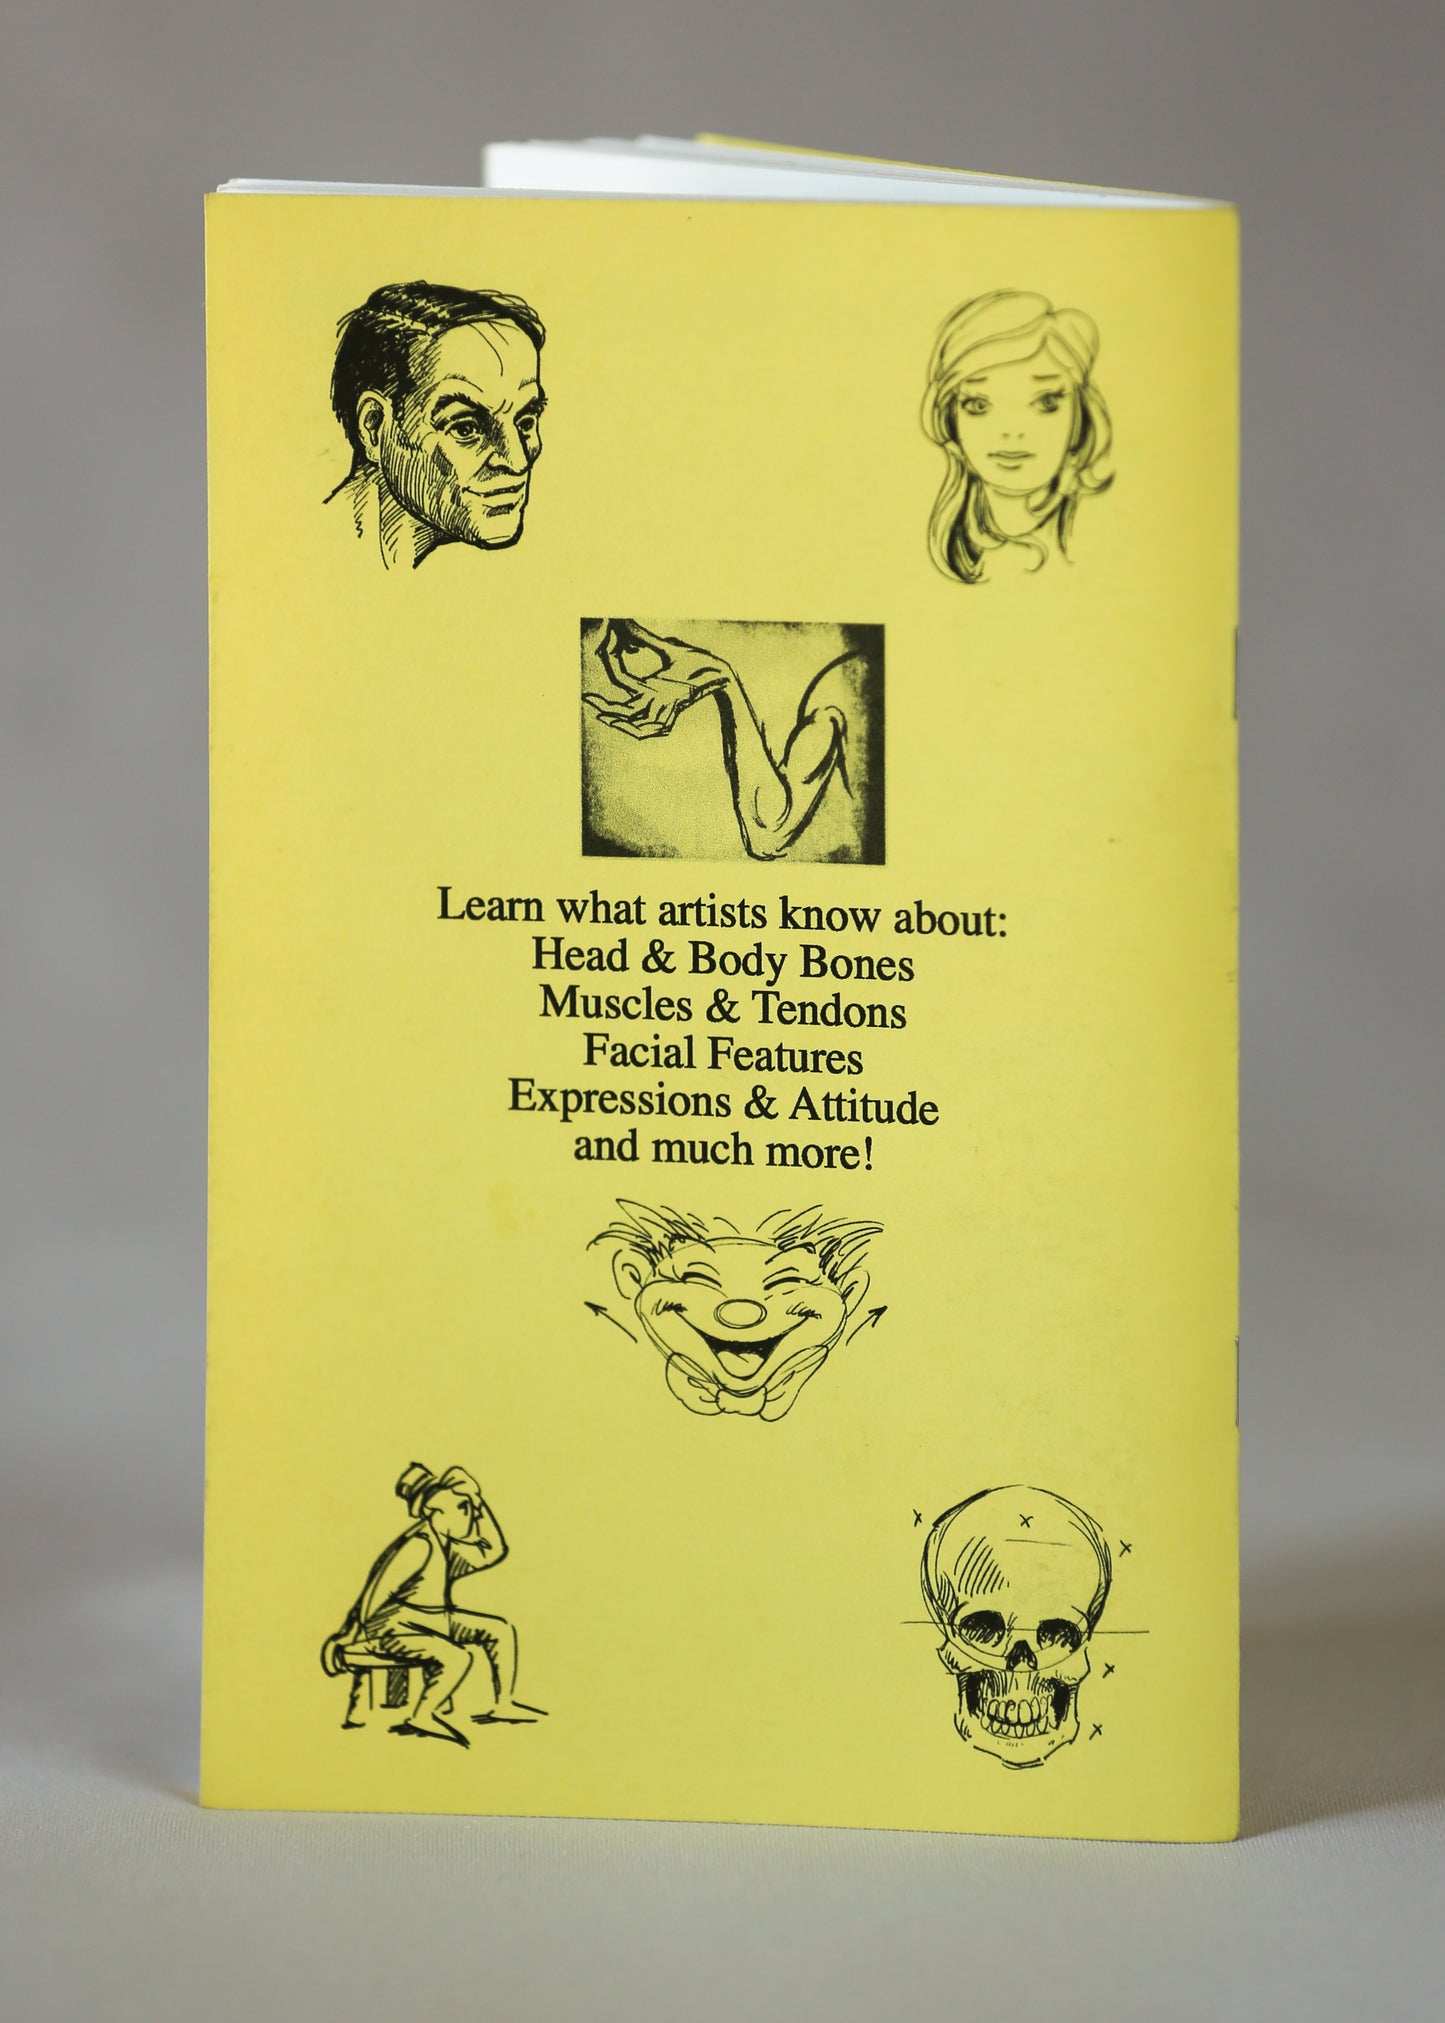 Learn what artists know about:
Head & Body Bones
Muscles & Tendons
Facial Features
Expressions & Attitude
and much more!